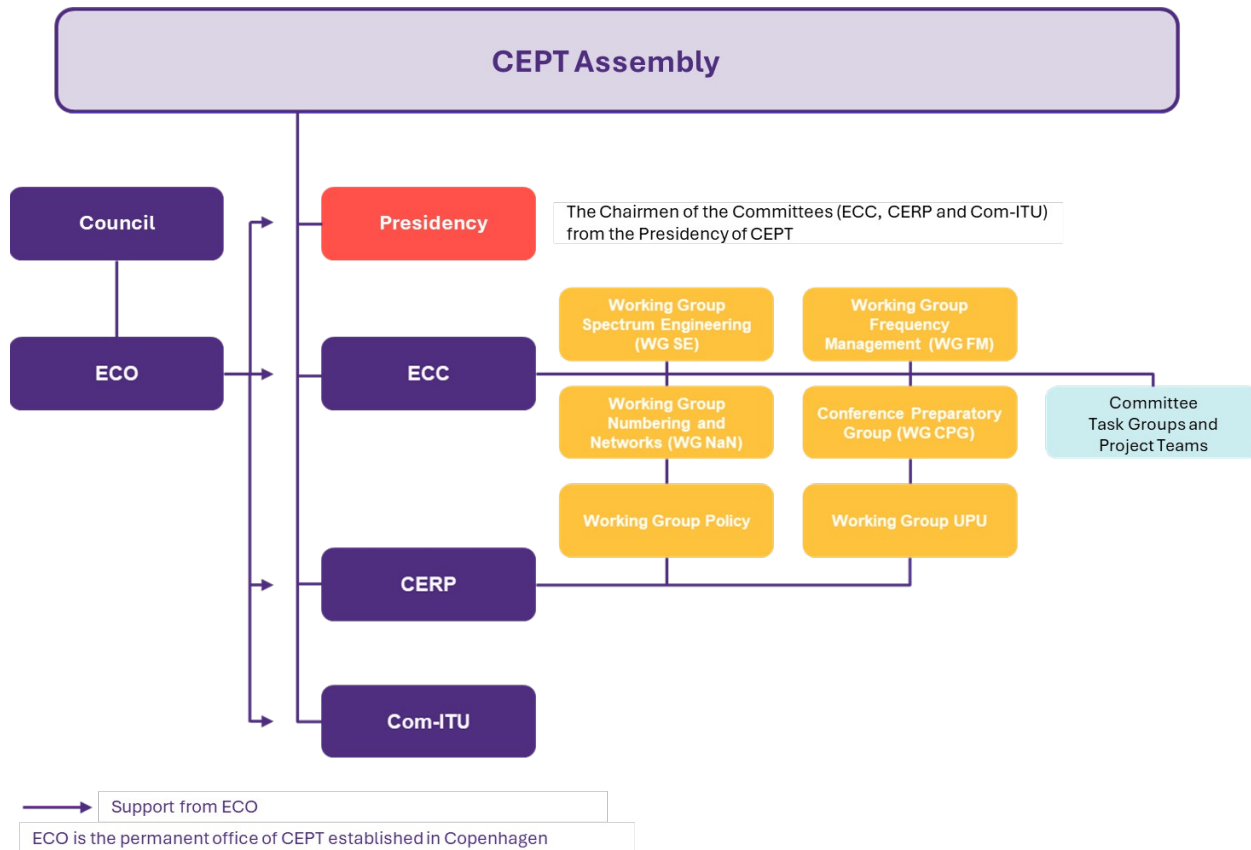 CEPT Assembly
Council
Presidency
The Chairmen of the Committees (ECC, CERP and Com-ITU)
from the Presidency of CEPT
ECO
ECC
Working Group
Spectrum Engineering
(WG SE)
Working Group
Frequency
Management (WG FM)
Working Group
Numbering and
Networks (WG NaN)
Conference Preparatory
Group (WG CPG)
Committee
Task Groups and
Project Teams
Working Group Policy
Working Group UPU
CERP
Com-ITU
Support from ECO
ECO is the permanent office of CEPT established in Copenhagen